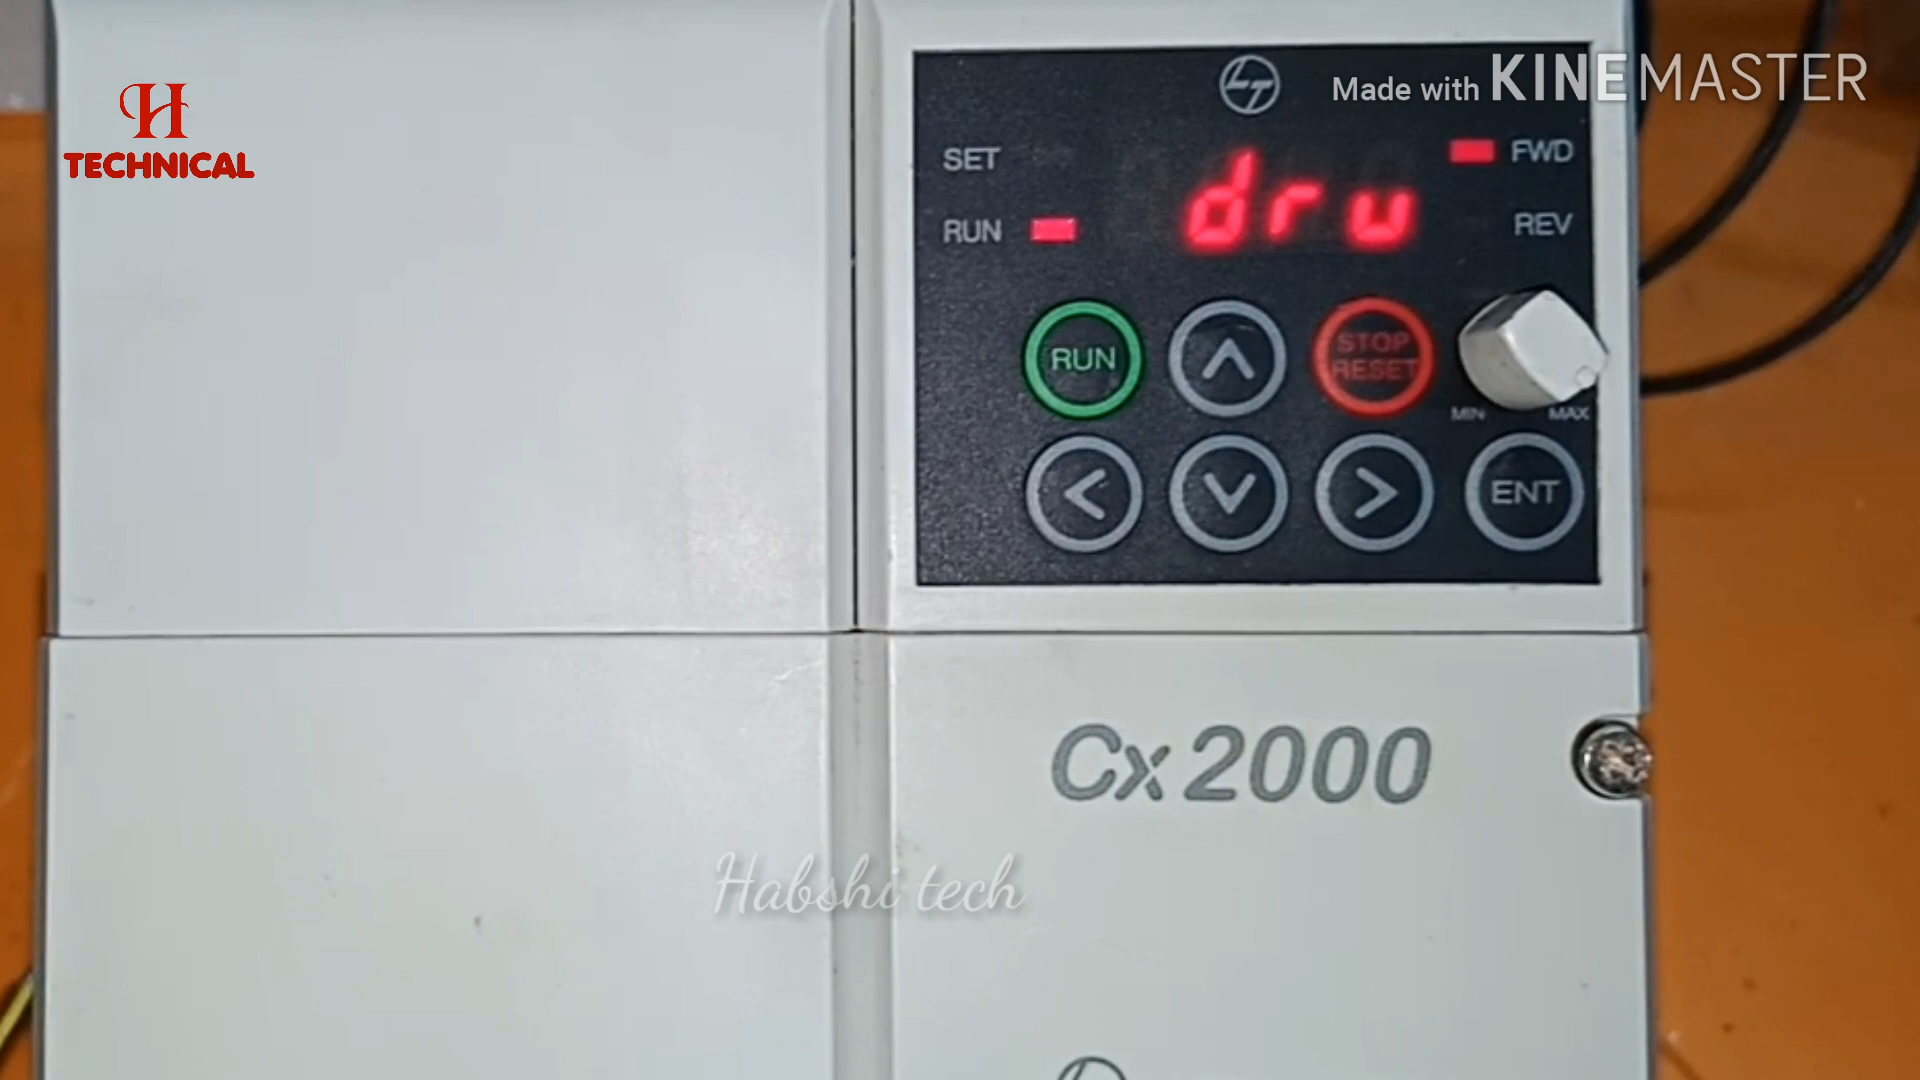 H
TECHNICAL
LT
Made with KINEMASTER
SET
FWD
dru
RUN
REV
RUN
STOP
RESET
MIN
MAX
ENT
Cx 2000
Habshi tech